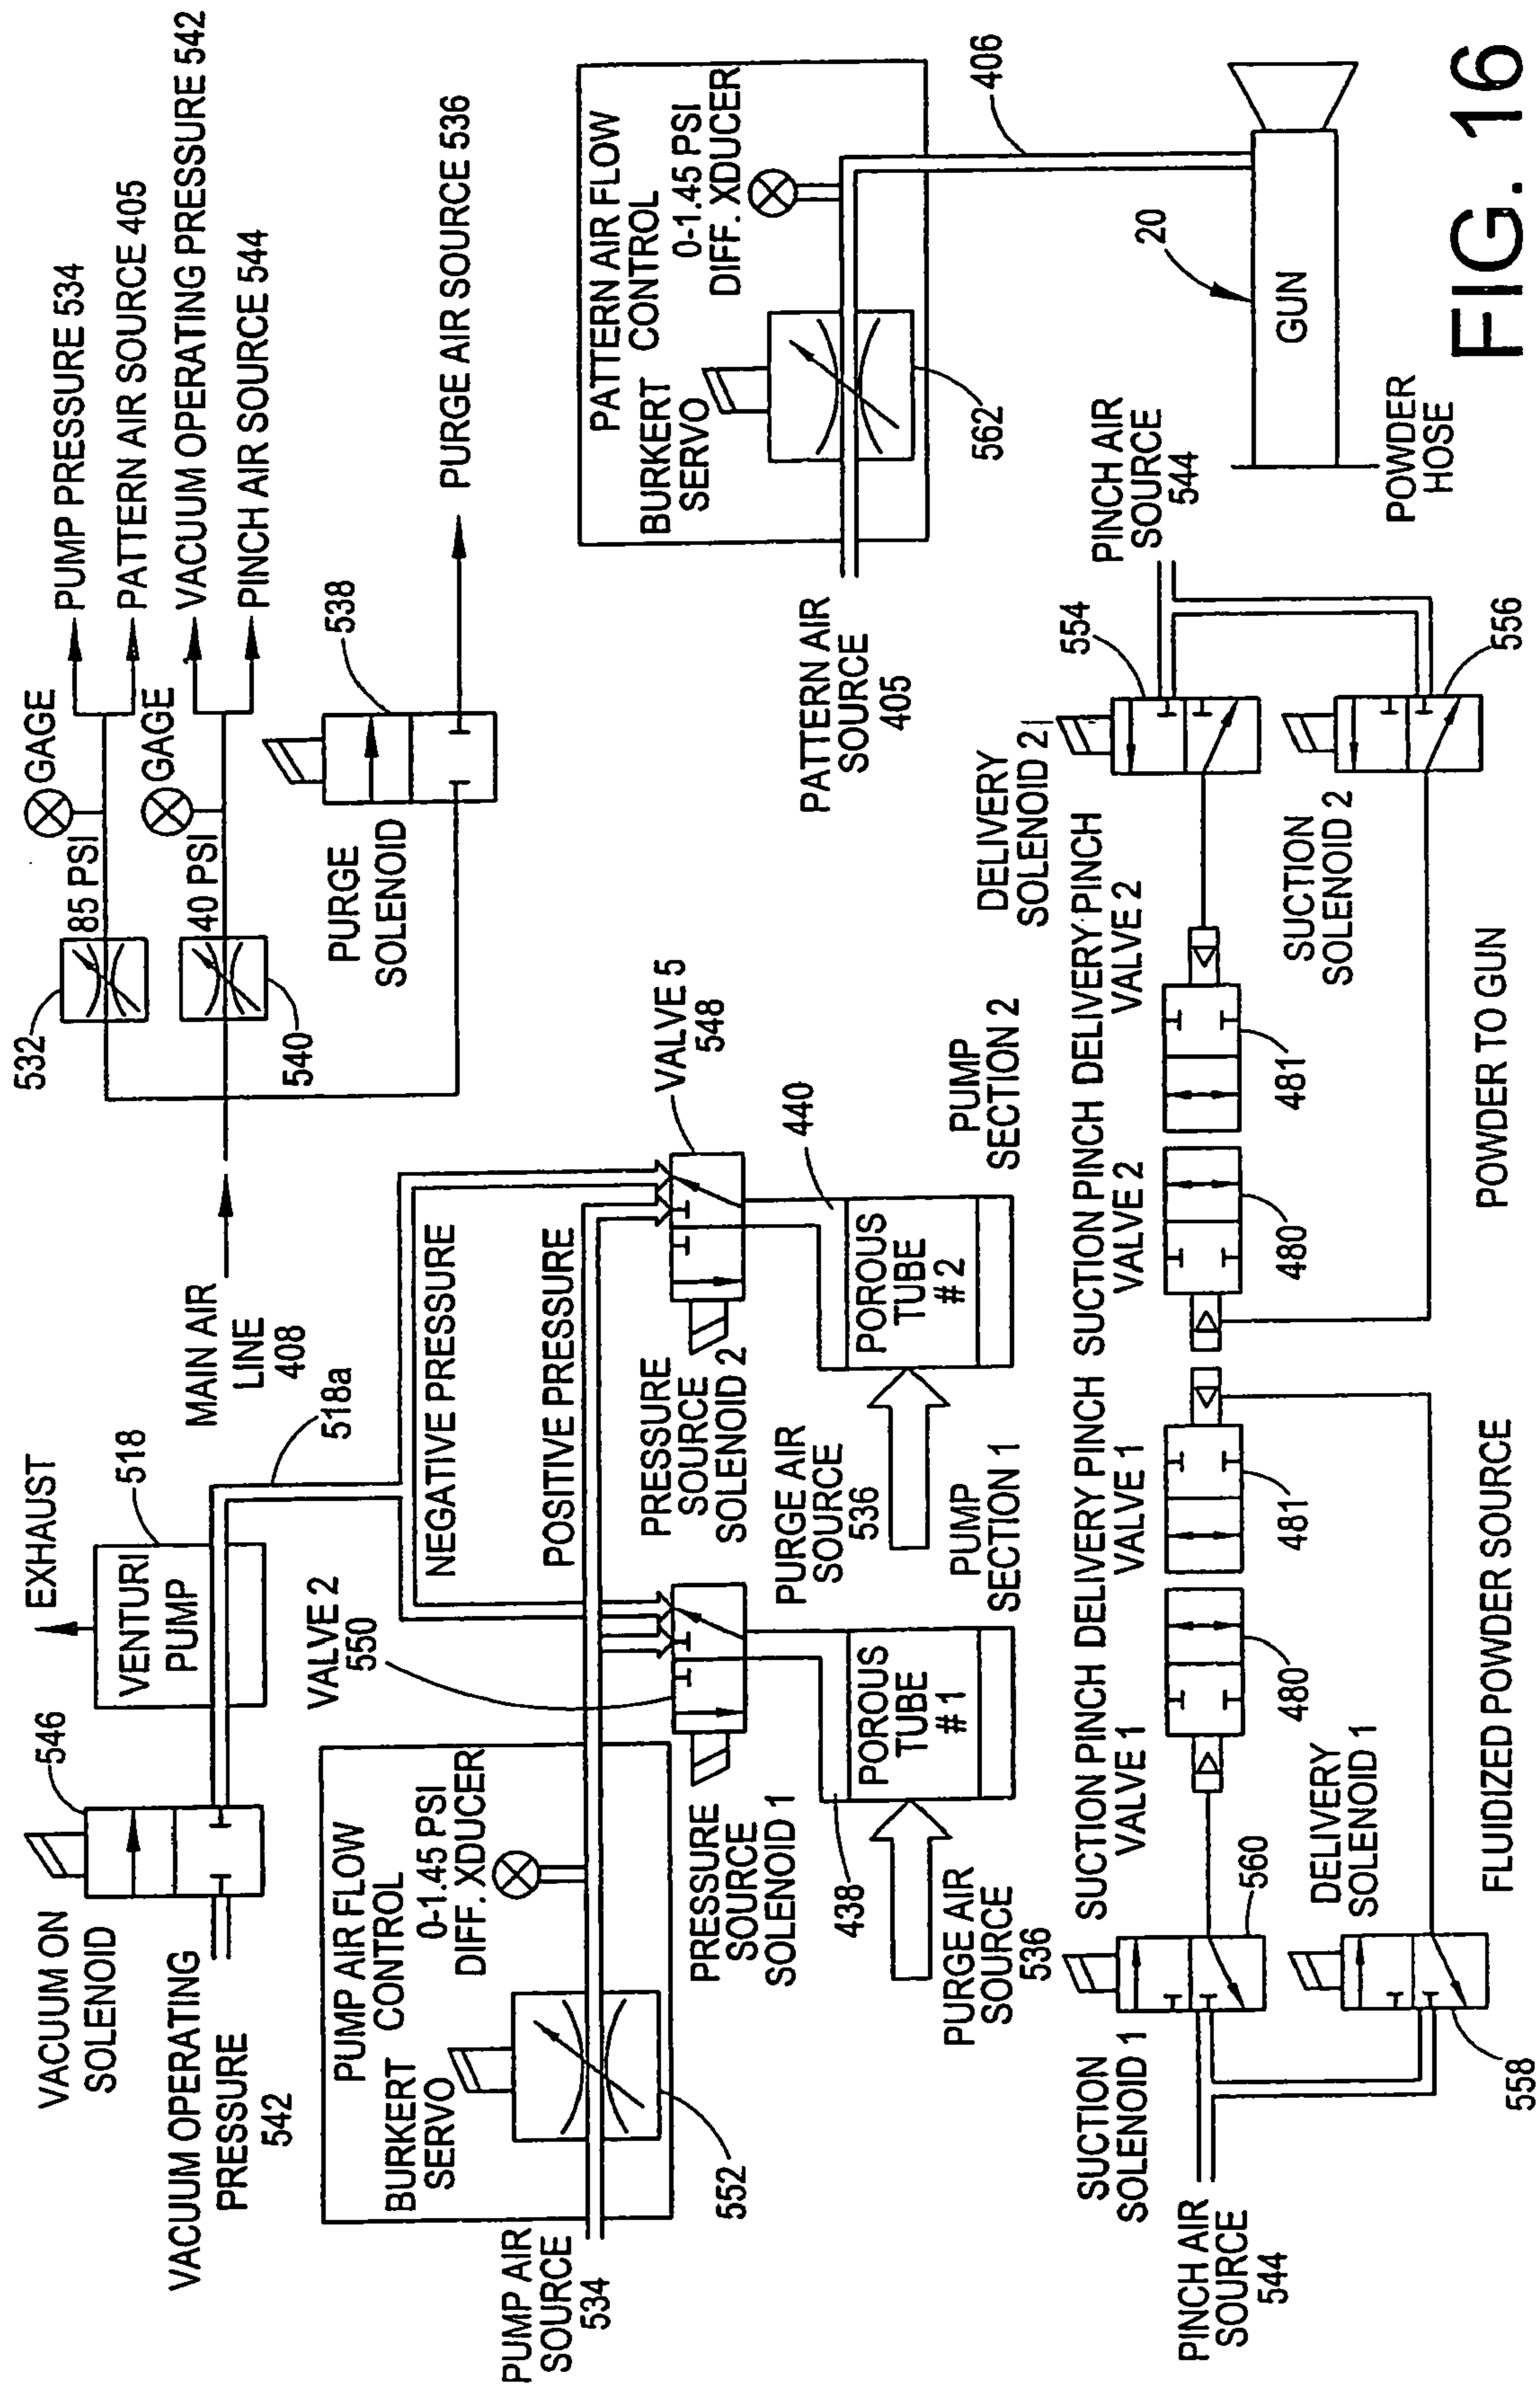 VACUUM ON
SOLENOID
546
EXHAUST
VENTURI
PUMP
518
VACUUM OPERATING
PRESSURE
542
518a
MAIN AIR
LINE
408
532
85 PSI
GAGE
540
40 PSI
GAGE
PUMP PRESSURE 534
PATTERN AIR SOURCE 405
VACUUM OPERATING PRESSURE 542
PINCH AIR SOURCE 544
PURGE
SOLENOID
538
PURGE AIR SOURCE 536
NEGATIVE PRESSURE
POSITIVE PRESSURE
PUMP AIR FLOW
CONTROL
BURKERT
SERVO
0-1.45 PSI
DIFF. XDUCER
552
PUMP AIR
SOURCE
534
VALVE 2
550
PRESSURE
SOURCE
SOLENOID 1
438
POROUS
TUBE
#1
PURGE AIR
SOURCE
536
PUMP
SECTION 1
VALVE 5
548
PRESSURE
SOURCE
SOLENOID 2
440
POROUS
TUBE
#2
PURGE AIR
SOURCE
536
PUMP
SECTION 2
PATTERN AIR FLOW
CONTROL
BURKERT
SERVO
0-1.45 PSI
DIFF. XDUCER
562
PATTERN AIR
SOURCE
405
406
20
GUN
POWDER
HOSE
SUCTION
SOLENOID 1
560
PINCH AIR
SOURCE
544
558
DELIVERY
SOLENOID 1
SUCTION PINCH
VALVE 1
480
DELIVERY PINCH
VALVE 1
481
SUCTION PINCH
VALVE 2
480
DELIVERY PINCH
VALVE 2
481
DELIVERY
SOLENOID 2
554
SUCTION
SOLENOID 2
556
PINCH AIR
SOURCE
544
FLUIDIZED POWDER SOURCE
POWDER TO GUN
FIG. 16